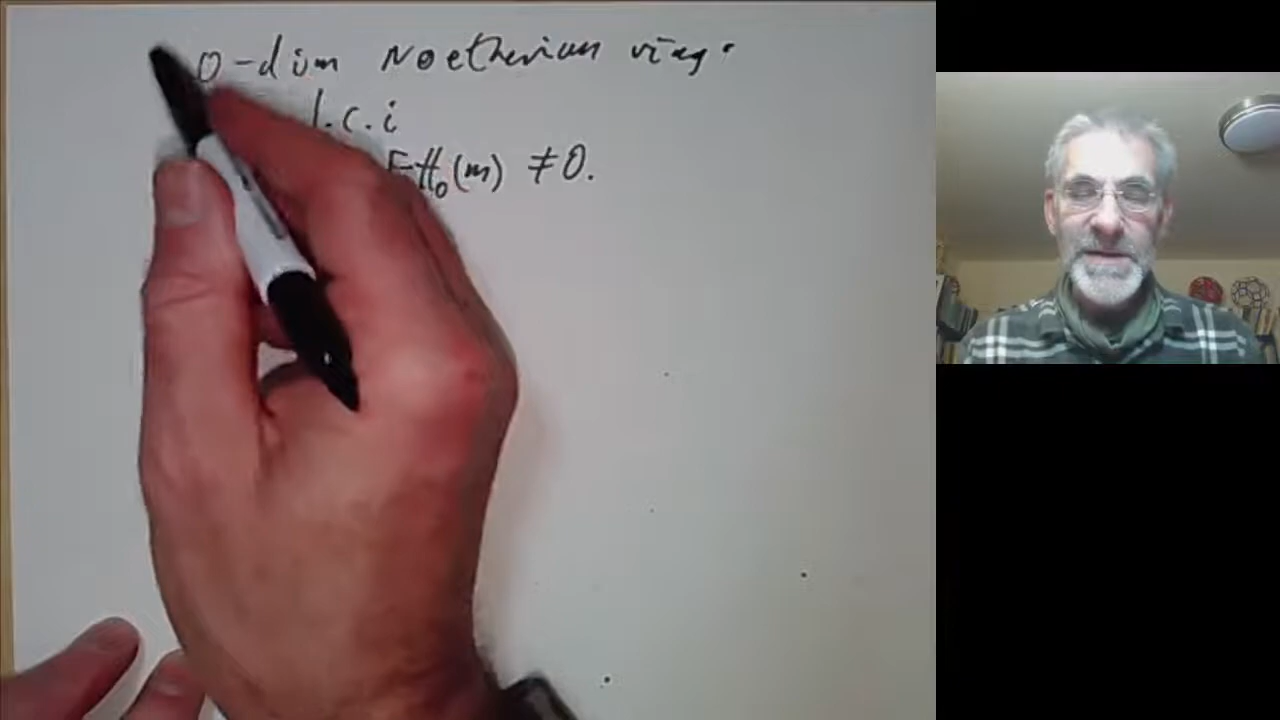 0-dim Noetherian ring.
l.c.i
Fitt₀(m) ≠ 0.